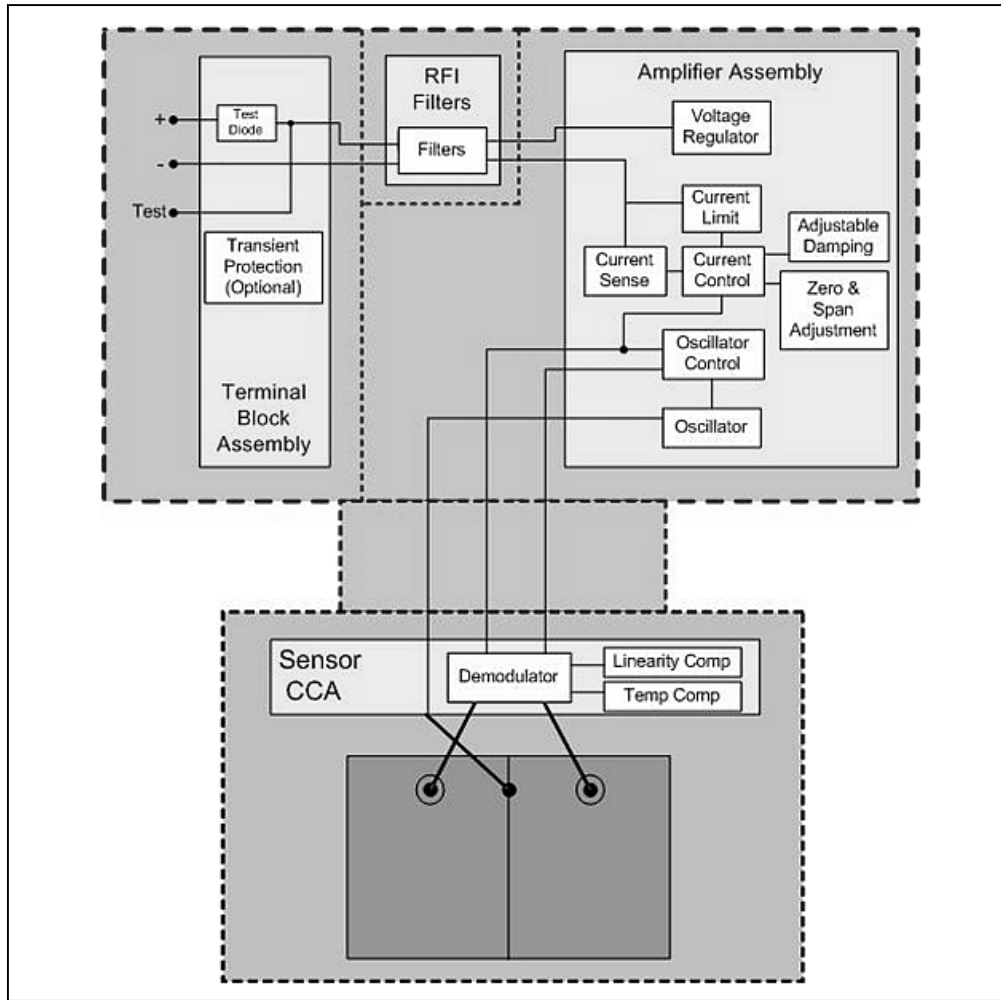 +
Test
Diode
-
Test
Transient
Protection
(Optional)
Terminal
Block
Assembly
RFI
Filters
Filters
Amplifier Assembly
Voltage
Regulator
Current
Limit
Adjustable
Damping
Current
Sense
Current
Control
Zero &
Span
Adjustment
Oscillator
Control
Oscillator
Sensor
CCA
Demodulator
Linearity Comp
Temp Comp